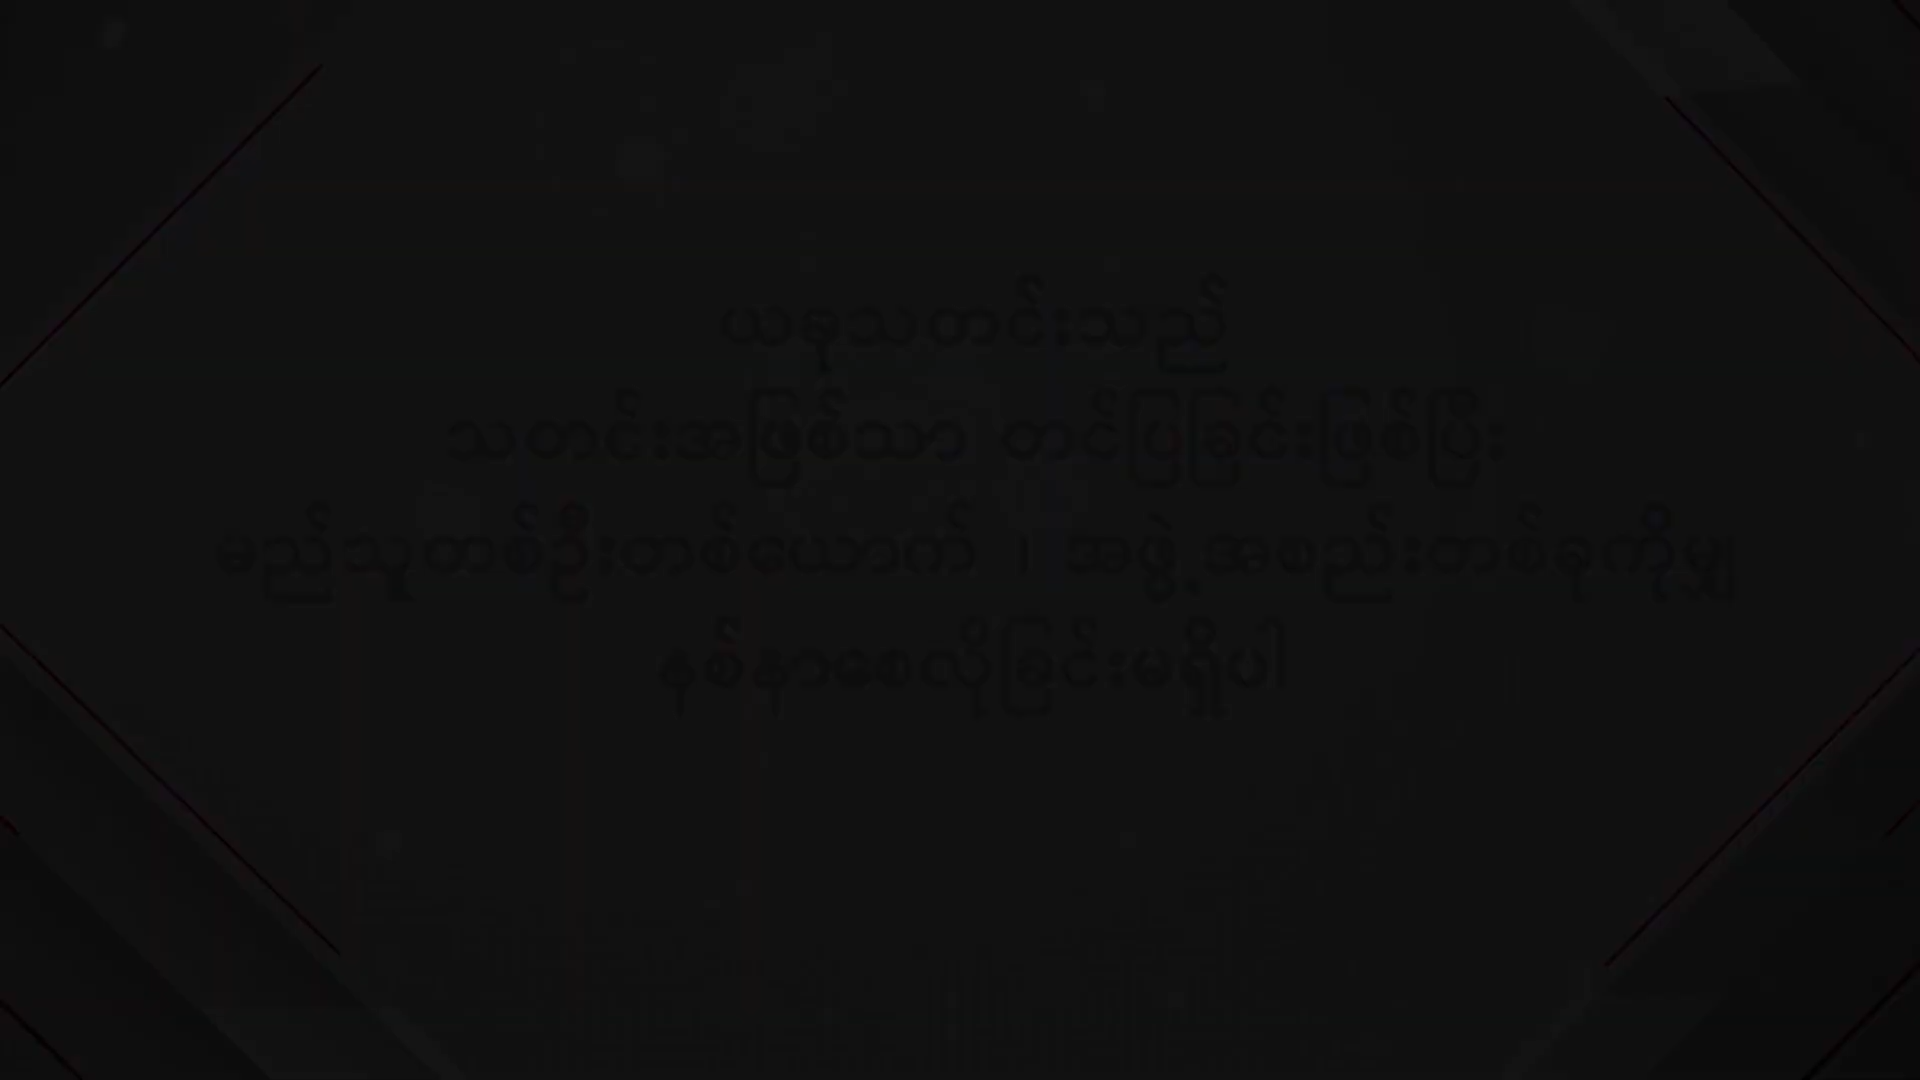 ယခုသတင်းသည်
သတင်းအဖြစ်သာ တင်ပြခြင်းဖြစ်ပြီး
မည်သူတစ်ဦးတစ်ယောက် ၊ အဖွဲ့အစည်းတစ်ခုကိုမျှ
နစ်နာစေလိုခြင်းမရှိပါ